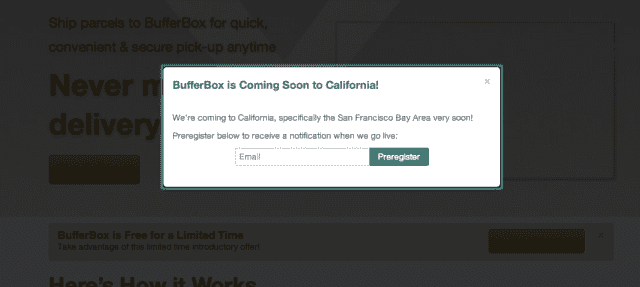 Ship parcels to BufferBox for quick,
convenient & secure pick-up anytime
Never m
delivery
BufferBox is Coming Soon to California!
×
We're coming to California, specifically the San Francisco Bay Area very soon!
Preregister below to receive a notification when we go live:
Email
Preregister
BufferBox is Free for a Limited Time
×
Take advantage of this limited time introductory offer!
Here's How it Works